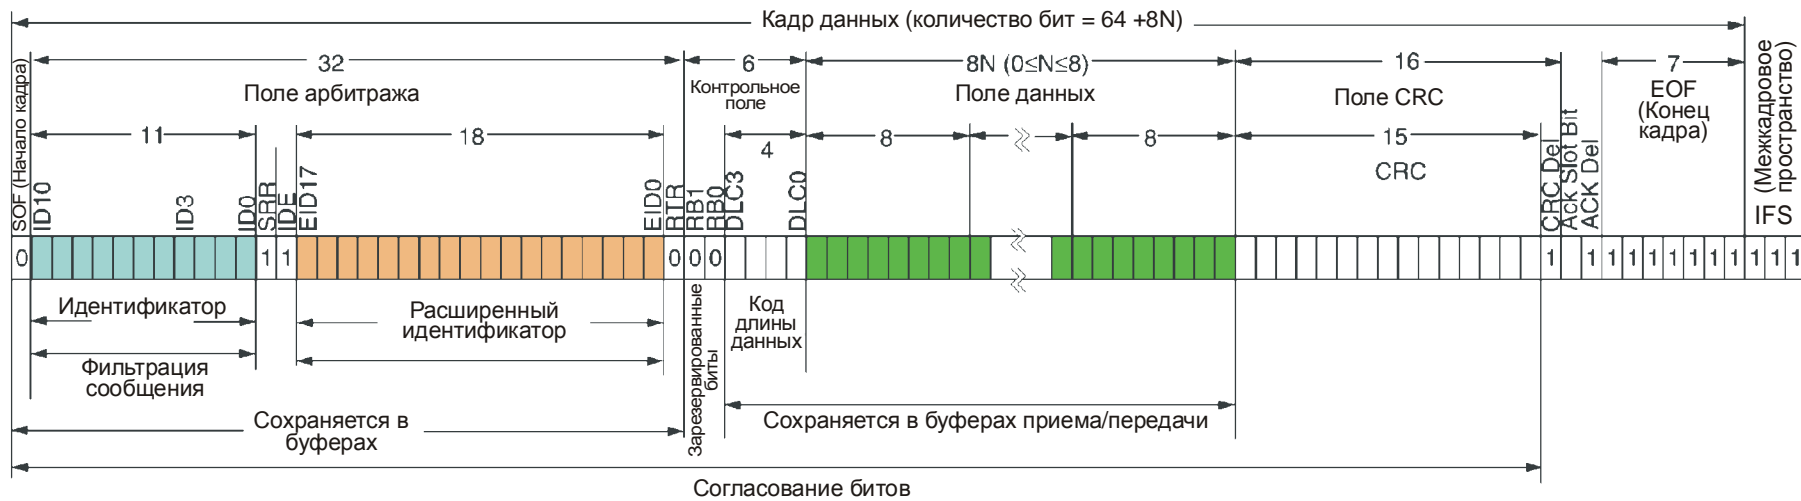 Кадр данных (количество бит = 64 +8N)
32
Поле арбитража
6
Контрольное
поле
8N (0≤N≤8)
Поле данных
16
Поле CRC
7
EOF
(Конец
кадра)
(Межкадровое
пространство)
IFS
11
18
4
8
8
15
CRC
SOF (Начало кадра)
ID10
ID3
ID0
SRR
IDE
EID17
EID0
RTR
RB1
RB0
DLC3
DLC0
CRC Del
Ack Slot Bit
ACK Del
0 1 1 0 0 0 1 1 1 1 1 1 1 1 1 1 1 1
Идентификатор
Расширенный
идентификатор
Зарезервированные
биты
Код
длины
данных
Фильтрация
сообщения
Сохраняется в
буферах
Сохраняется в буферах приема/передачи
Согласование битов